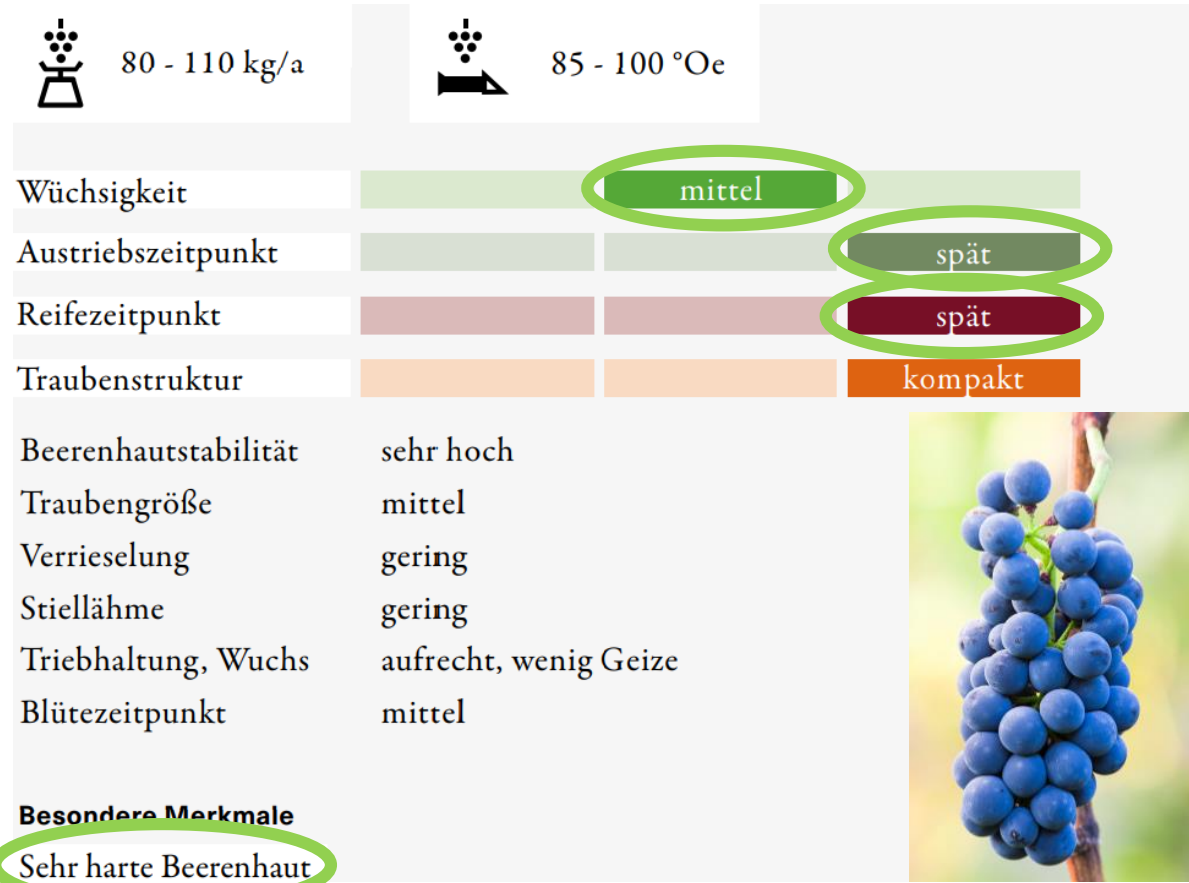 80 - 110 kg/a
85 - 100 °Oe
Wüchsigkeit mittel
Austriebszeitpunkt spät
Reifezeitpunkt spät
Traubenstruktur kompakt
Beerenhautstabilität sehr hoch
Traubengröße mittel
Verrieselung gering
Stiellähme gering
Triebhaltung, Wuchs aufrecht, wenig Geize
Blütezeitpunkt mittel
Besondere Merkmale
Sehr harte Beerenhaut